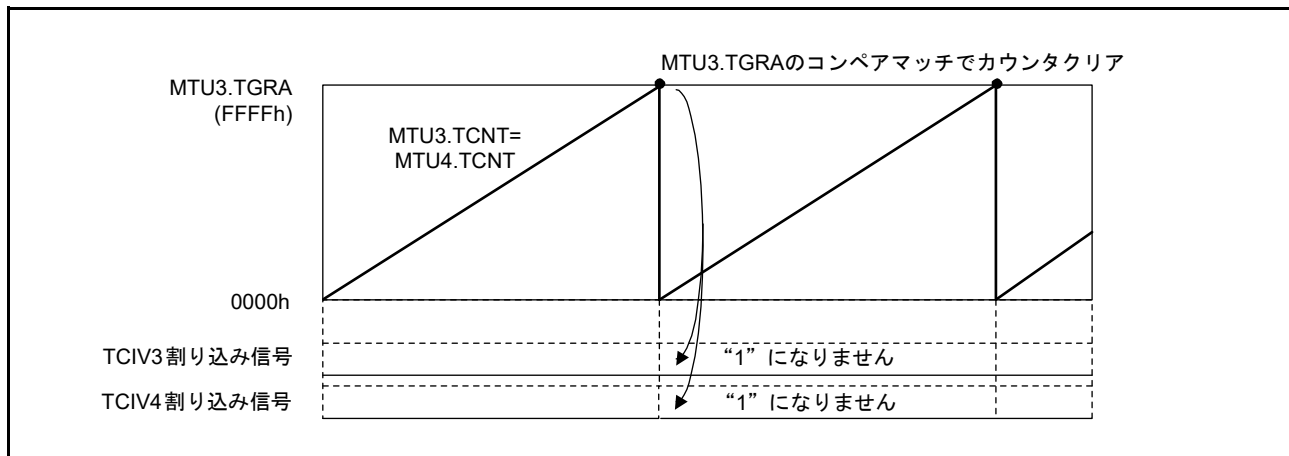 MTU3.TGRAのコンペアマッチでカウンタクリア
MTU3.TGRA
(FFFFh)
MTU3.TCNT=
MTU4.TCNT
0000h
TCIV3割り込み信号
“1”になりません
TCIV4割り込み信号
“1”になりません